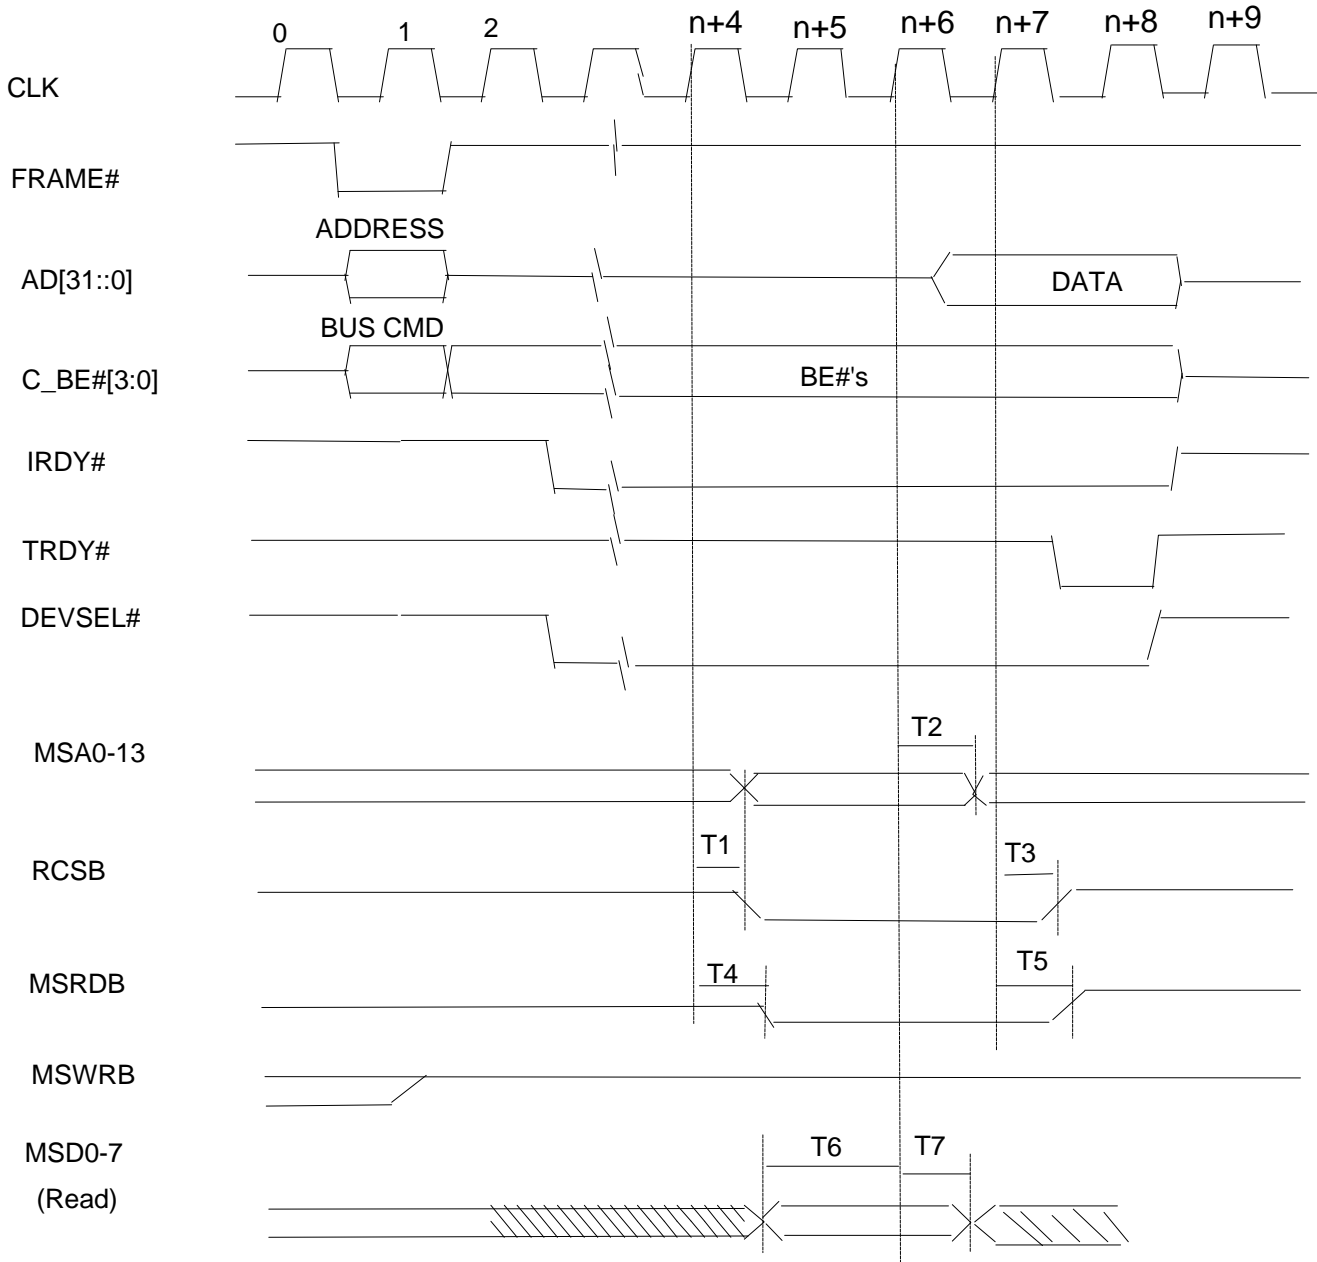 0 1 2 n+4 n+5 n+6 n+7 n+8 n+9
CLK
FRAME#
ADDRESS
AD[31::0] DATA
BUS CMD
C_BE#[3:0] BE#'s
IRDY#
TRDY#
DEVSEL#
T2
MSA0-13
T1 T3
RCSB
T4 T5
MSRDB
MSWRB
MSD0-7 T6 T7
(Read)